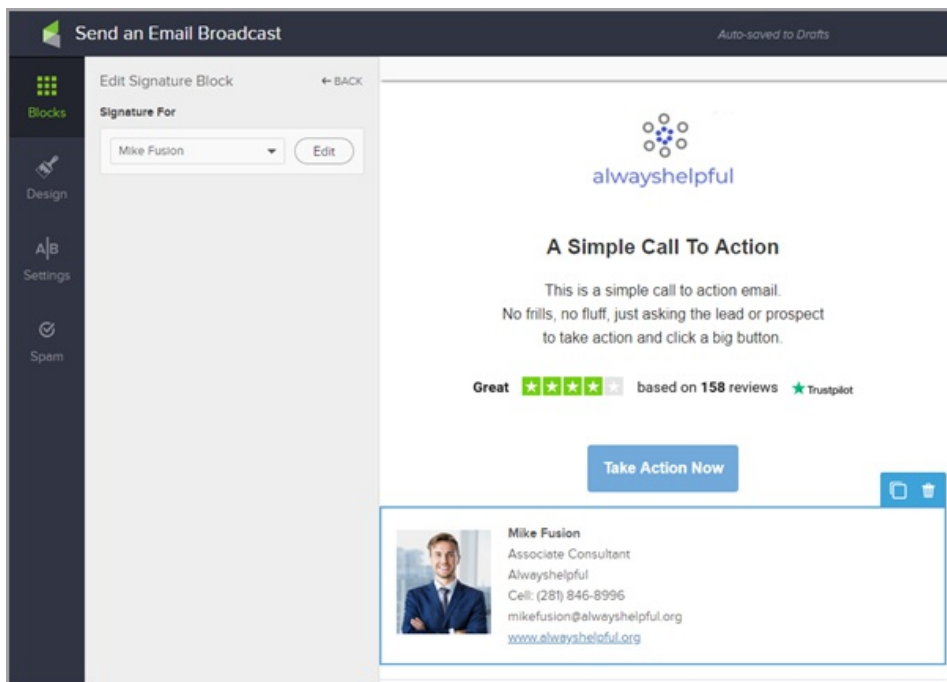 Send an Email Broadcast
Auto-saved to Drafts
Blocks
Design
A|B
Settings
Spam
Edit Signature Block
← BACK
Signature For
Mike Fusion
Edit
alwayshelpful
A Simple Call To Action
This is a simple call to action email.
No frills, no fluff, just asking the lead or prospect
to take action and click a big button.
Great based on 158 reviews Trustpilot
Take Action Now
Mike Fusion
Associate Consultant
Alwayshelpful
Cell: (281) 846-8996
mikefusion@alwayshelpful.org
www.alwayshelpful.org